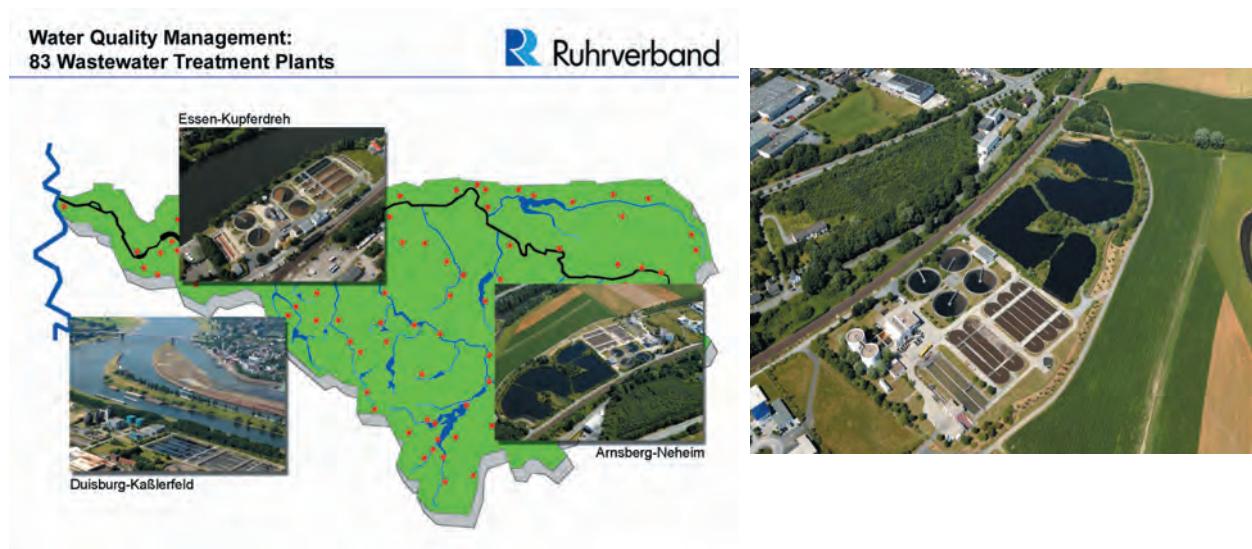 Water Quality Management:
83 Wastewater Treatment Plants
Ruhrverband
Essen-Kupferdreh
Arnsberg-Neheim
Duisburg-Kaßlerfeld